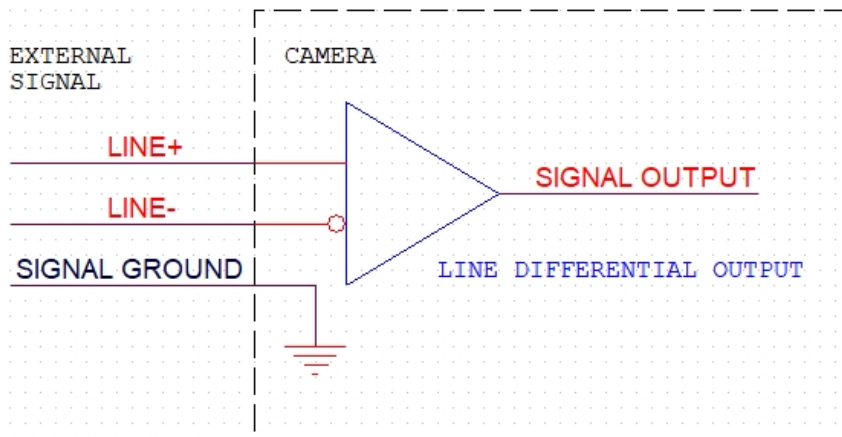 EXTERNAL
SIGNAL
CAMERA
LINE+
SIGNAL OUTPUT
LINE-
SIGNAL GROUND
LINE DIFFERENTIAL OUTPUT